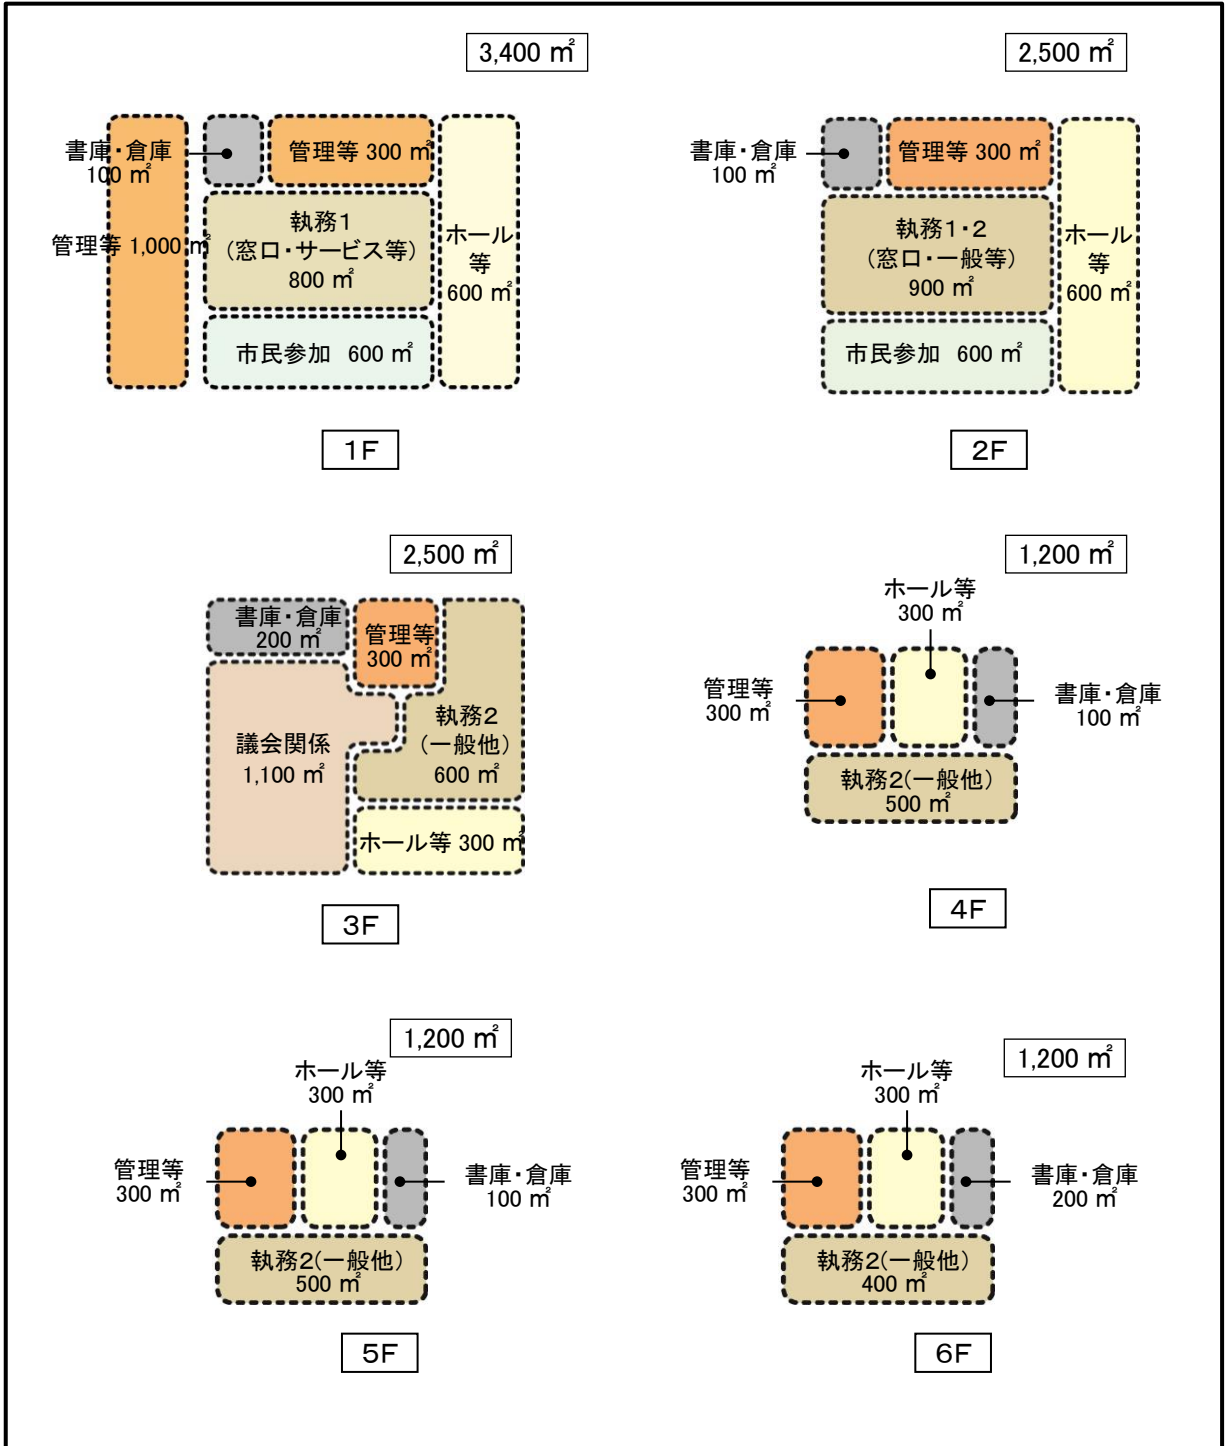 3,400 ㎡
書庫・倉庫
100 ㎡
管理等 300 ㎡
管理等 1,000 ㎡
執務1
(窓口・サービス等)
800 ㎡
ホール
等
600 ㎡
市民参加 600 ㎡
1F
2,500 ㎡
書庫・倉庫
100 ㎡
管理等 300 ㎡
執務1・2
(窓口・一般等)
900 ㎡
ホール
等
600 ㎡
市民参加 600 ㎡
2F
2,500 ㎡
書庫・倉庫
200 ㎡
管理等
300 ㎡
議会関係
1,100 ㎡
執務2
(一般他)
600 ㎡
ホール等 300 ㎡
3F
1,200 ㎡
ホール等
300 ㎡
管理等
300 ㎡
書庫・倉庫
100 ㎡
執務2(一般他)
500 ㎡
4F
1,200 ㎡
ホール等
300 ㎡
管理等
300 ㎡
書庫・倉庫
100 ㎡
執務2(一般他)
500 ㎡
5F
1,200 ㎡
ホール等
300 ㎡
管理等
300 ㎡
書庫・倉庫
200 ㎡
執務2(一般他)
400 ㎡
6F